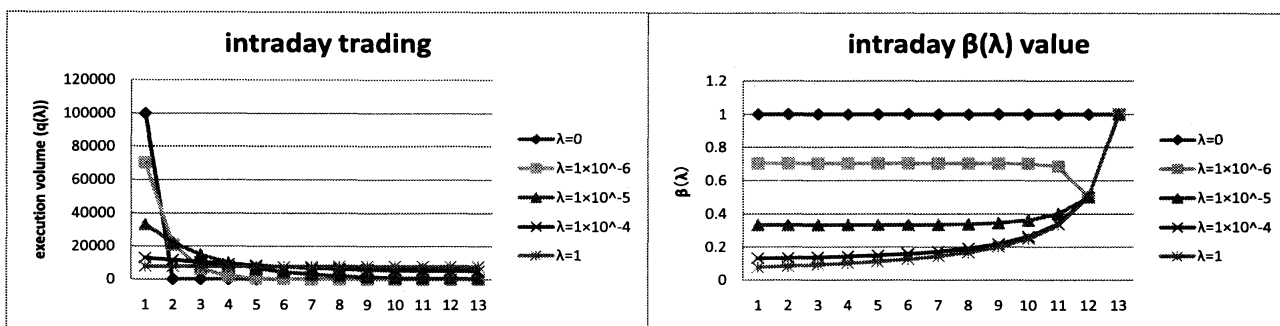 intraday trading
execution volume (q(λ))
120000
100000
80000
60000
40000
20000
0
1 2 3 4 5 6 7 8 9 10 11 12 13
λ=0
λ=1×10^-6
λ=1×10^-5
λ=1×10^-4
λ=1
intraday β(λ) value
β(λ)
1.2
1
0.8
0.6
0.4
0.2
0
1 2 3 4 5 6 7 8 9 10 11 12 13
λ=0
λ=1×10^-6
λ=1×10^-5
λ=1×10^-4
λ=1